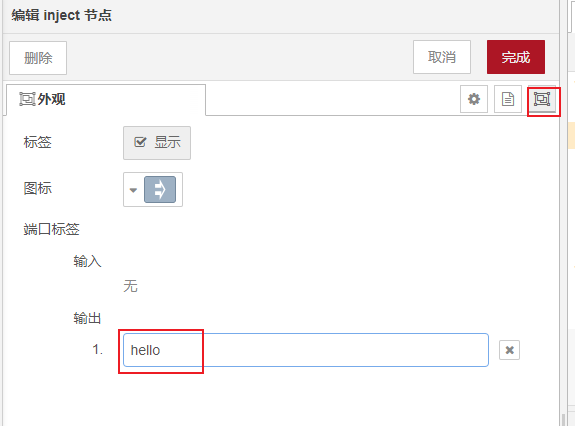 编辑 inject 节点
删除
取消
完成
外观
标签
显示
图标
端口标签
输入
无
输出
1.
hello